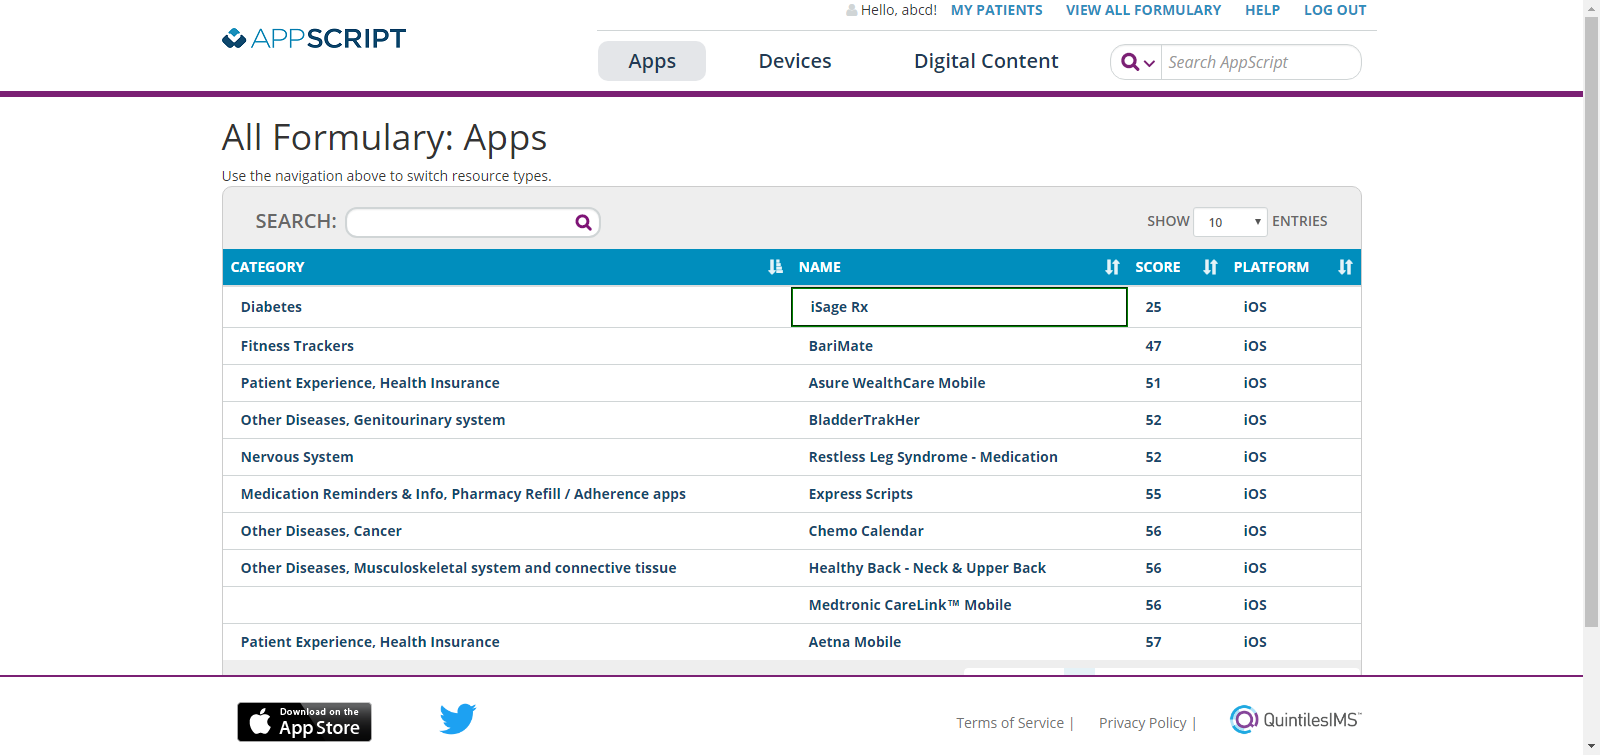 Hello, abcd! MY PATIENTS VIEW ALL FORMULARY HELP LOG OUT
APPSCRIPT
Apps Devices Digital Content Search AppScript
All Formulary: Apps
Use the navigation above to switch resource types.
SEARCH: SHOW 10 ENTRIES
CATEGORY NAME SCORE PLATFORM
Diabetes iSage Rx 25 iOS
Fitness Trackers BariMate 47 iOS
Patient Experience, Health Insurance Asure WealthCare Mobile 51 iOS
Other Diseases, Genitourinary system BladderTrakHer 52 iOS
Nervous System Restless Leg Syndrome - Medication 52 iOS
Medication Reminders & Info, Pharmacy Refill / Adherence apps Express Scripts 55 iOS
Other Diseases, Cancer Chemo Calendar 56 iOS
Other Diseases, Musculoskeletal system and connective tissue Healthy Back - Neck & Upper Back 56 iOS
Medtronic CareLink™ Mobile 56 iOS
Patient Experience, Health Insurance Aetna Mobile 57 iOS
Download on the
App Store
Terms of Service | Privacy Policy | QuintilesIMS™